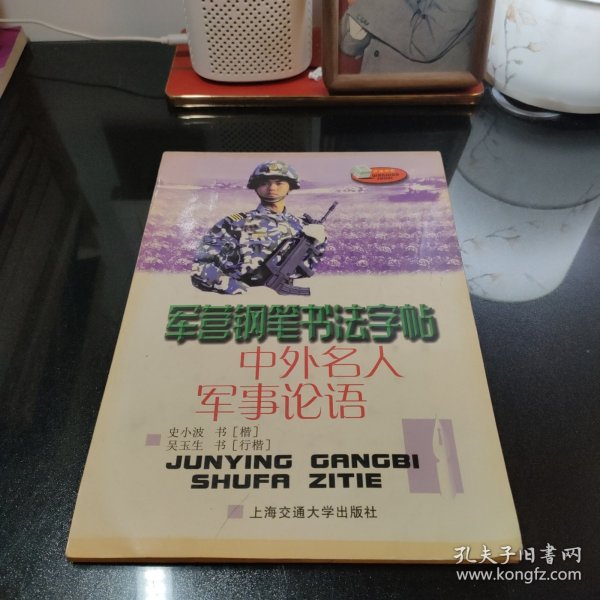 军营钢笔书法字帖
中外名人
军事论语
史小波 书[楷]
吴玉生 书[行楷]
JUNYING GANGBI
SHUFA ZITIE
上海交通大学出版社
孔夫子旧书网
www.kongfz.com